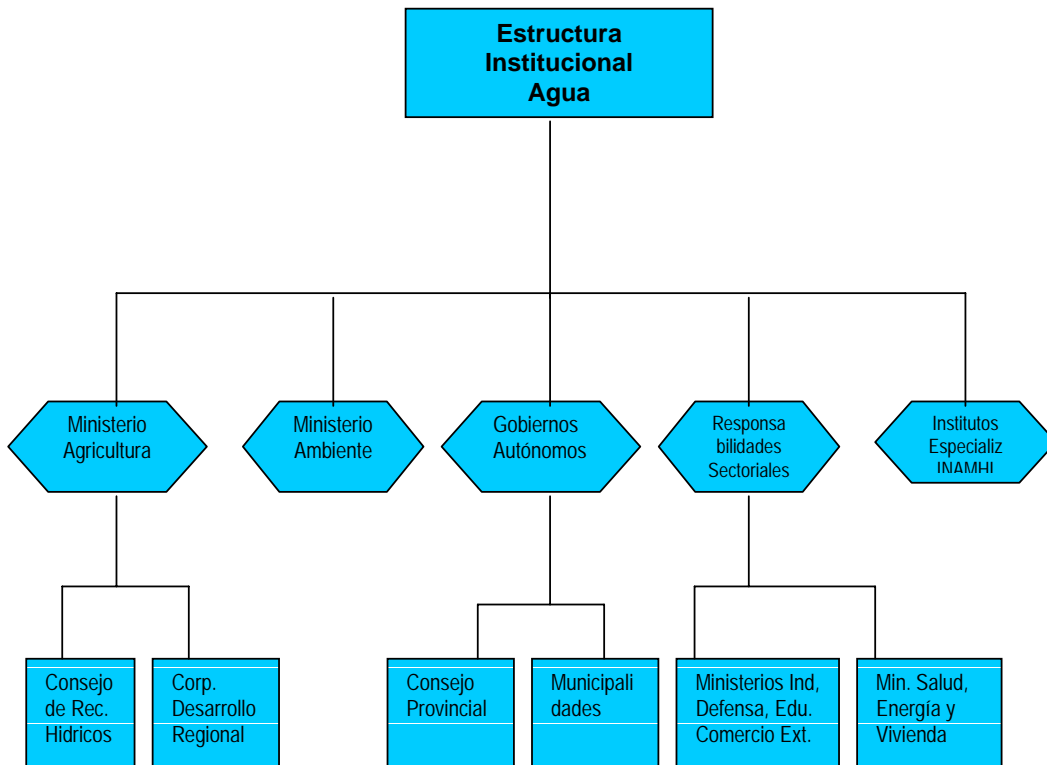 Estructura
Institucional
Agua
Ministerio
Agricultura
Ministerio
Ambiente
Gobiernos
Autónomos
Responsa
bilidades
Sectoriales
Institutos
Especializ
INAMHI
Consejo
de Rec.
Hidricos
Corp.
Desarrollo
Regional
Consejo
Provincial
Municipali
dades
Ministerios Ind,
Defensa, Edu.
Comercio Ext.
Min. Salud,
Energía y
Vivienda